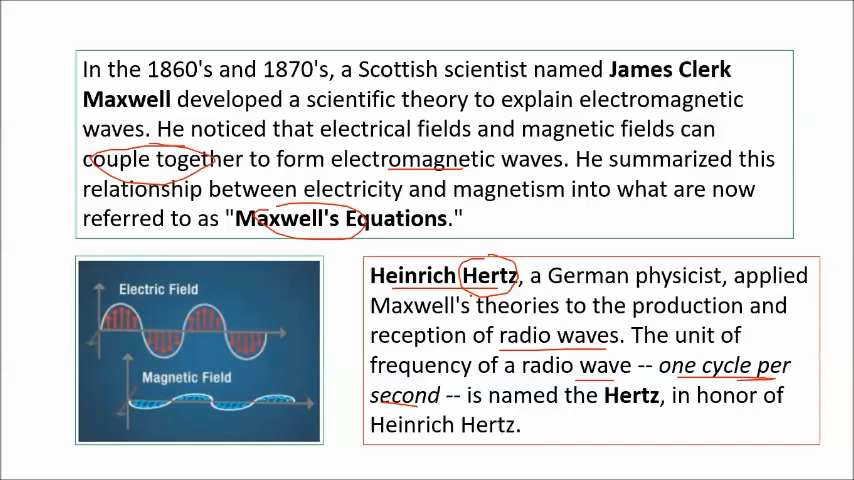 In the 1860's and 1870's, a Scottish scientist named James Clerk
Maxwell developed a scientific theory to explain electromagnetic
waves. He noticed that electrical fields and magnetic fields can
couple together to form electromagnetic waves. He summarized this
relationship between electricity and magnetism into what are now
referred to as "Maxwell's Equations."
Electric Field
Magnetic Field
Heinrich Hertz, a German physicist, applied
Maxwell's theories to the production and
reception of radio waves. The unit of
frequency of a radio wave -- one cycle per
second -- is named the Hertz, in honor of
Heinrich Hertz.